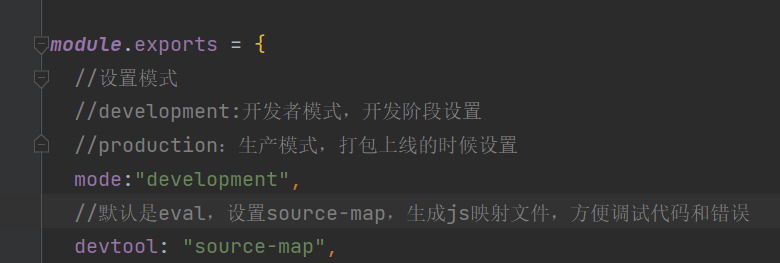 module.exports = {
//设置模式
//development:开发者模式，开发阶段设置
//production：生产模式，打包上线的时候设置
mode:"development",
//默认是eval，设置source-map，生成js映射文件，方便调试代码和错误
devtool: "source-map",